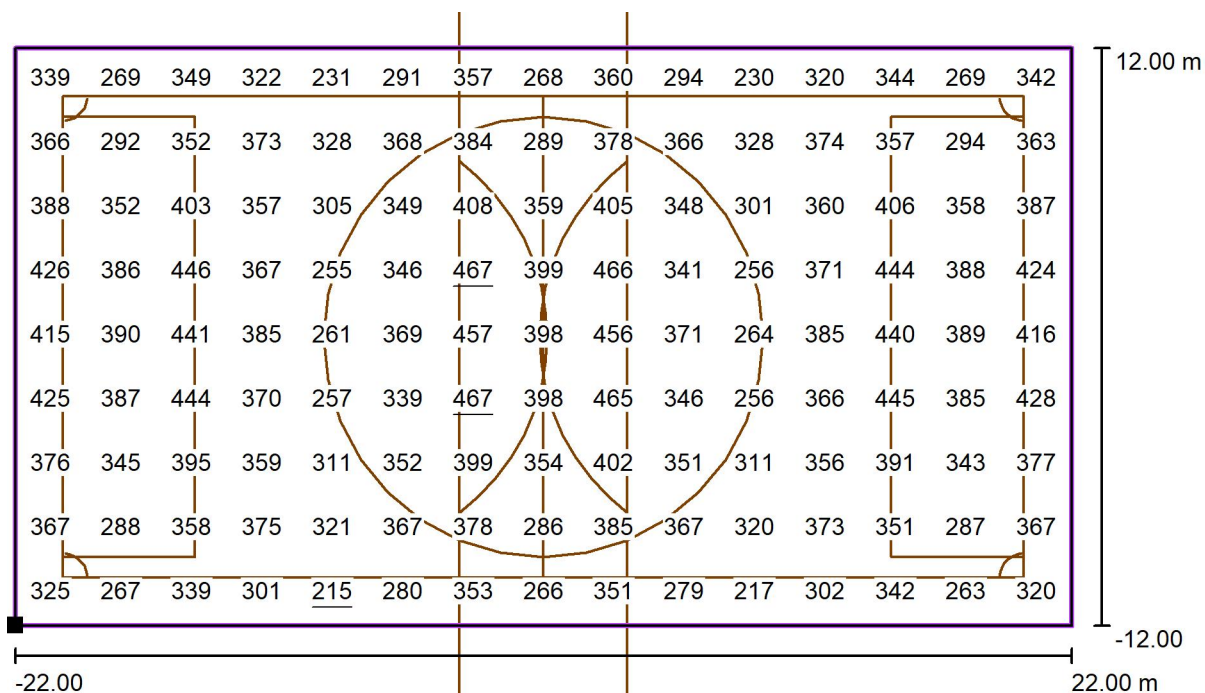 339 269 349 322 231 291 357 268 360 294 230 320 344 269 342
12.00 m
366 292 352 373 328 368 384 289 378 366 328 374 357 294 363
388 352 403 357 305 349 408 359 405 348 301 360 406 358 387
426 386 446 367 255 346 467 399 466 341 256 371 444 388 424
415 390 441 385 261 369 457 398 456 371 264 385 440 389 416
425 387 444 370 257 339 467 398 465 346 256 366 445 385 428
376 345 395 359 311 352 399 354 402 351 311 356 391 343 377
367 288 358 375 321 367 378 286 385 367 320 373 351 287 367
325 267 339 301 215 280 353 266 351 279 217 302 342 263 320
-12.00
-22.00 22.00 m